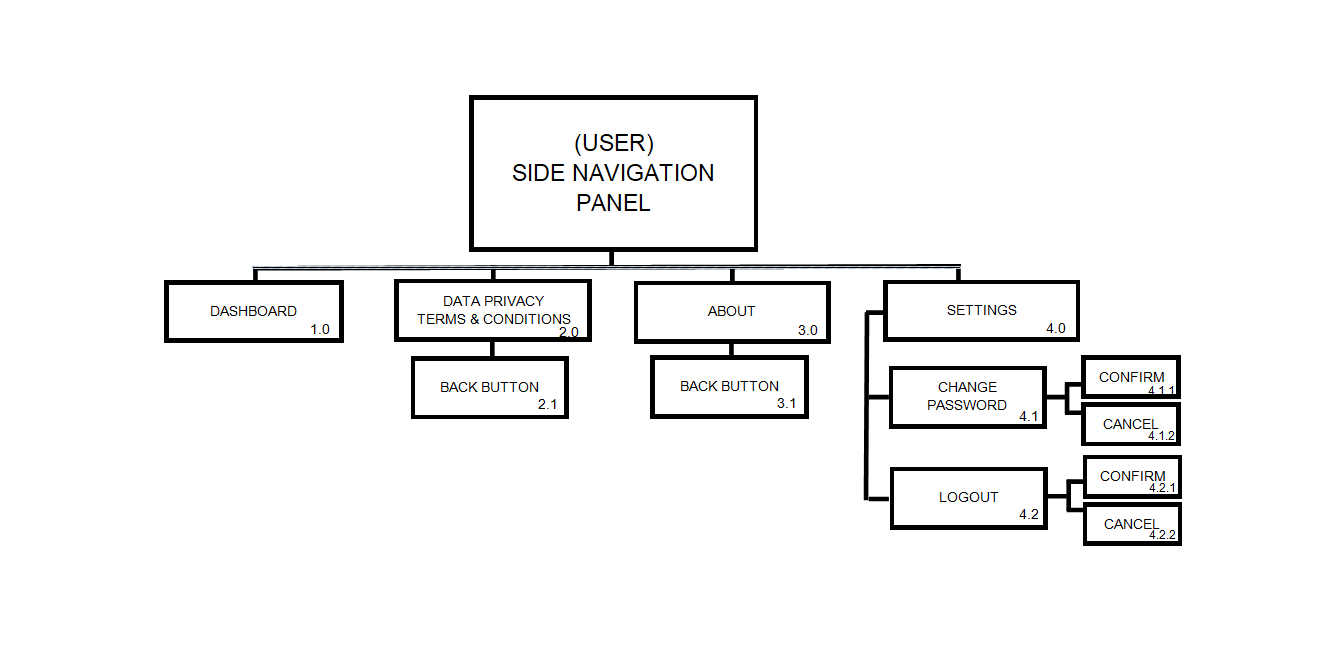 (USER)
SIDE NAVIGATION
PANEL
DASHBOARD
1.0
DATA PRIVACY
TERMS & CONDITIONS
2.0
ABOUT
3.0
SETTINGS
4.0
BACK BUTTON
2.1
BACK BUTTON
3.1
CHANGE
PASSWORD
4.1
CONFIRM
4.1.1
CANCEL
4.1.2
LOGOUT
4.2
CONFIRM
4.2.1
CANCEL
4.2.2